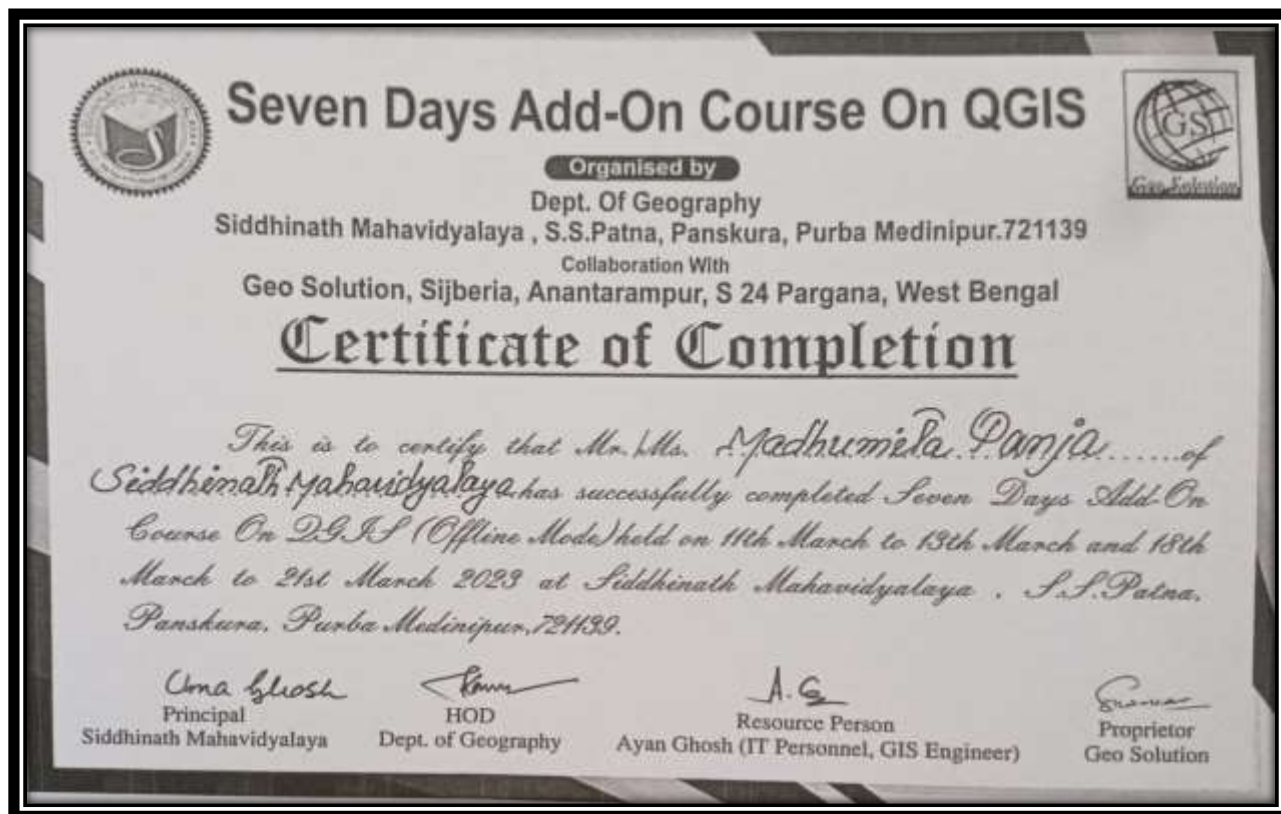 Seven Days Add-On Course On QGIS
GS
Geo Solution
Organised by
Dept. Of Geography
Siddhinath Mahavidyalaya , S.S.Patna, Panskura, Purba Medinipur.721139
Collaboration With
Geo Solution, Sijberia, Anantarampur, S 24 Pargana, West Bengal
Certificate of Completion
This is to certify that Mr./Ms. Madhumita Panja......of
Siddhinath Mahavidyalaya has successfully completed Seven Days Add-On
Course On QGIS (Offline Mode) held on 11th March to 13th March and 18th
March to 21st March 2023 at Siddhinath Mahavidyalaya . S.S.Patna,
Panskura, Purba Medinipur,721139.
Uma Ghosh
Principal
Siddhinath Mahavidyalaya
HOD
Dept. of Geography
A. G
Resource Person
Ayan Ghosh (IT Personnel, GIS Engineer)
Proprietor
Geo Solution